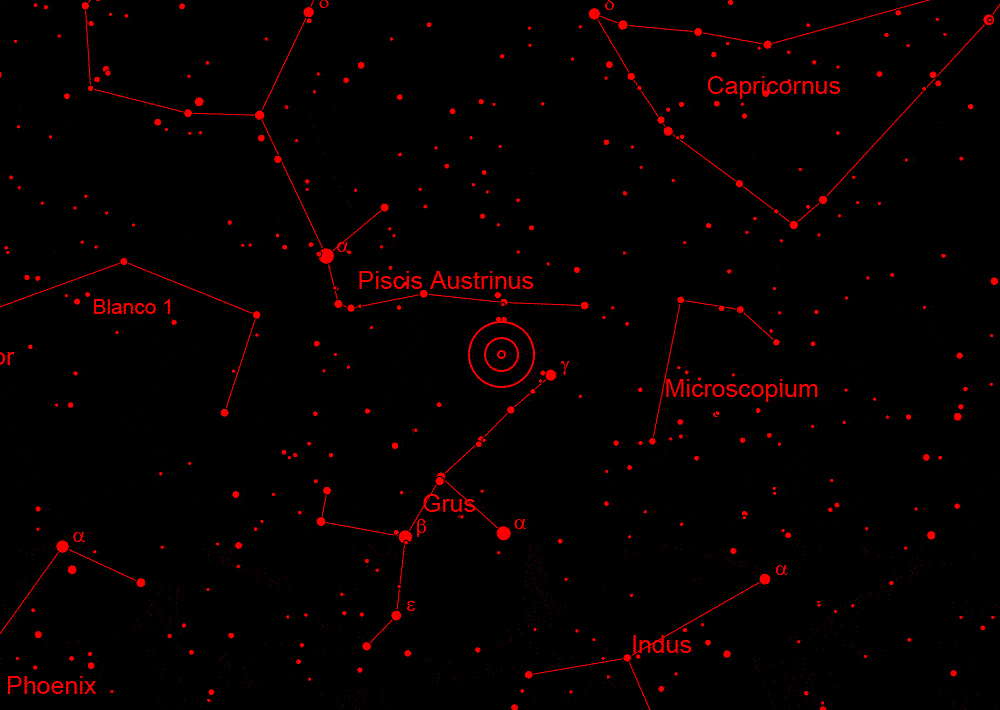 δ
δ
Capricornus
α
Piscis Austrinus
Blanco 1
or
γ
Microscopium
Grus
β
α
α
α
ε
Indus
Phoenix